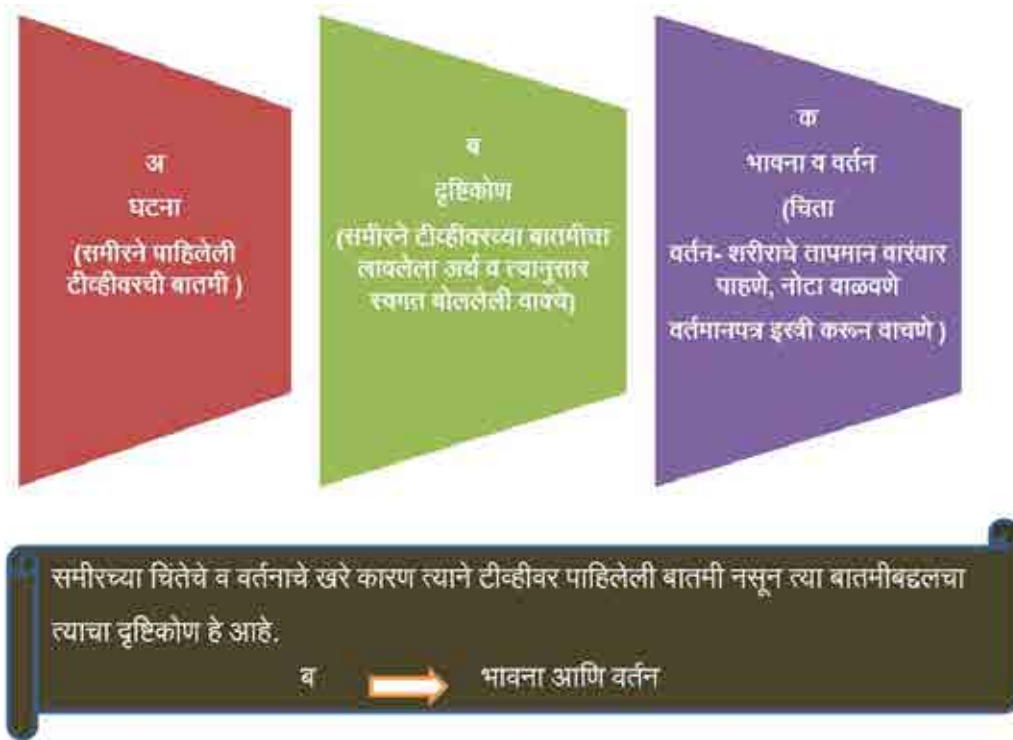 अ
घटना
(समीरने पाहिलेली
टीव्हीवरची बातमी )
ब
दृष्टिकोण
(समीरने टीव्हीवरच्या बातमीचा
लावलेला अर्थ व त्यानुसार
स्वगत बोललेली वाक्ये)
क
भावना व वर्तन
(चिंता
वर्तन- शरीराचे तापमान वारंवार
पाहणे, नोटा वाळवणे
वर्तमानपत्र इस्त्री करून वाचणे )
समीरच्या चिंतेचे व वर्तनाचे खरे कारण त्याने टीव्हीवर पाहिलेली बातमी नसून त्या बातमीबद्दलचा
त्याचा दृष्टिकोण हे आहे.
ब भावना आणि वर्तन